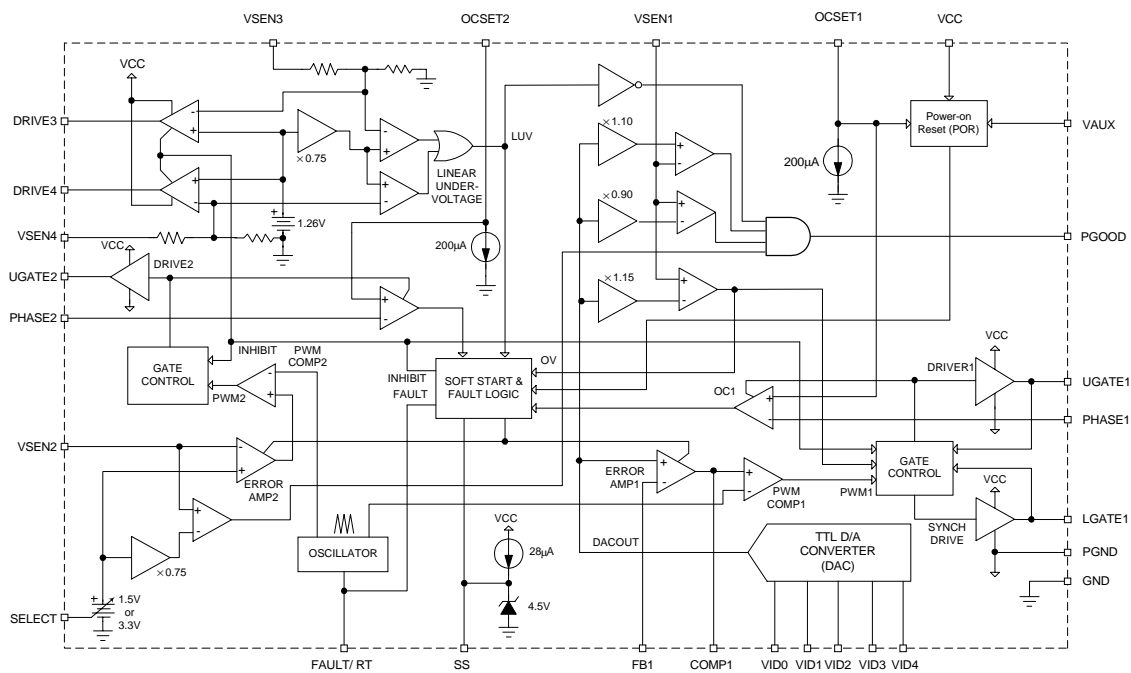 VSEN3
OCSET2
VSEN1
OCSET1
VCC
VCC
DRIVE3
-
+
×0.75
-
+
LUV
LINEAR
UNDER-
VOLTAGE
×1.10
+
-
200µA
Power-on
Reset (POR)
VAUX
DRIVE4
+
-
+
-
+
1.26V
×0.90
+
-
PGOOD
VSEN4
VCC
DRIVE2
200µA
UGATE2
+
-
×1.15
+
-
PHASE2
GATE
CONTROL
INHIBIT
PWM
COMP2
PWM2
-
+
INHIBIT
FAULT
SOFT START &
FAULT LOGIC
OV
OC1
+
-
VCC
DRIVER1
UGATE1
PHASE1
VSEN2
-
+
ERROR
AMP2
+
-
ERROR
AMP1
+
-
+
-
PWM
COMP1
PWM1
GATE
CONTROL
VCC
SYNCH
DRIVE
LGATE1
+
-
×0.75
OSCILLATOR
VCC
28µA
4.5V
DACOUT
TTL D/A
CONVERTER
(DAC)
PGND
GND
SELECT
+
1.5V
or
3.3V
FAULT/ RT
SS
FB1
COMP1
VID0
VID1
VID2
VID3
VID4